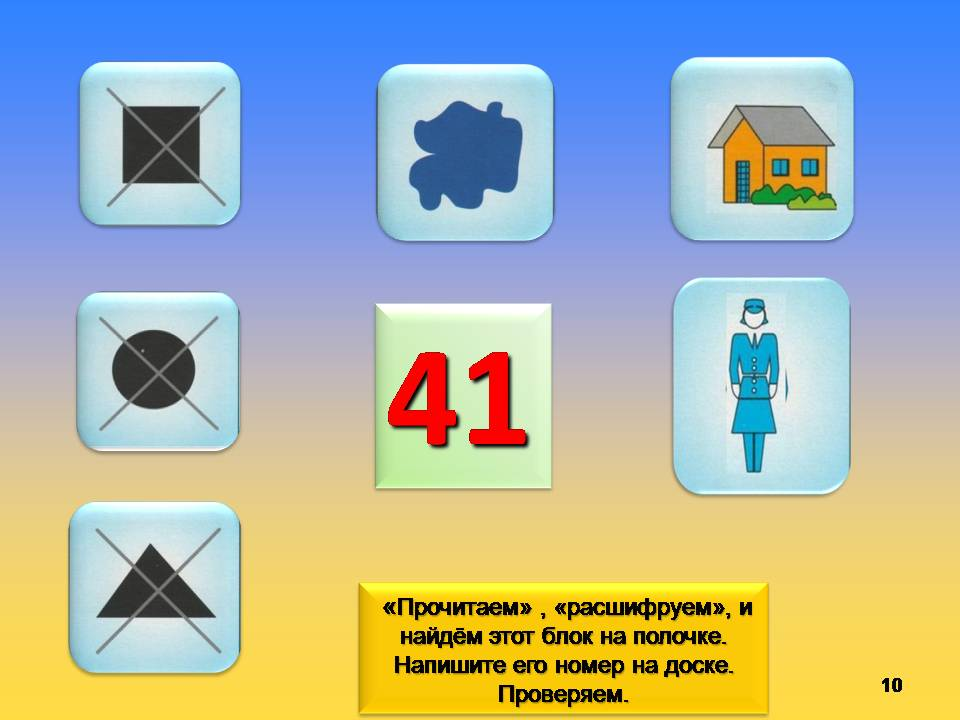 41
«Прочитаем» , «расшифруем», и
найдём этот блок на полочке.
Напишите его номер на доске.
Проверяем.
10